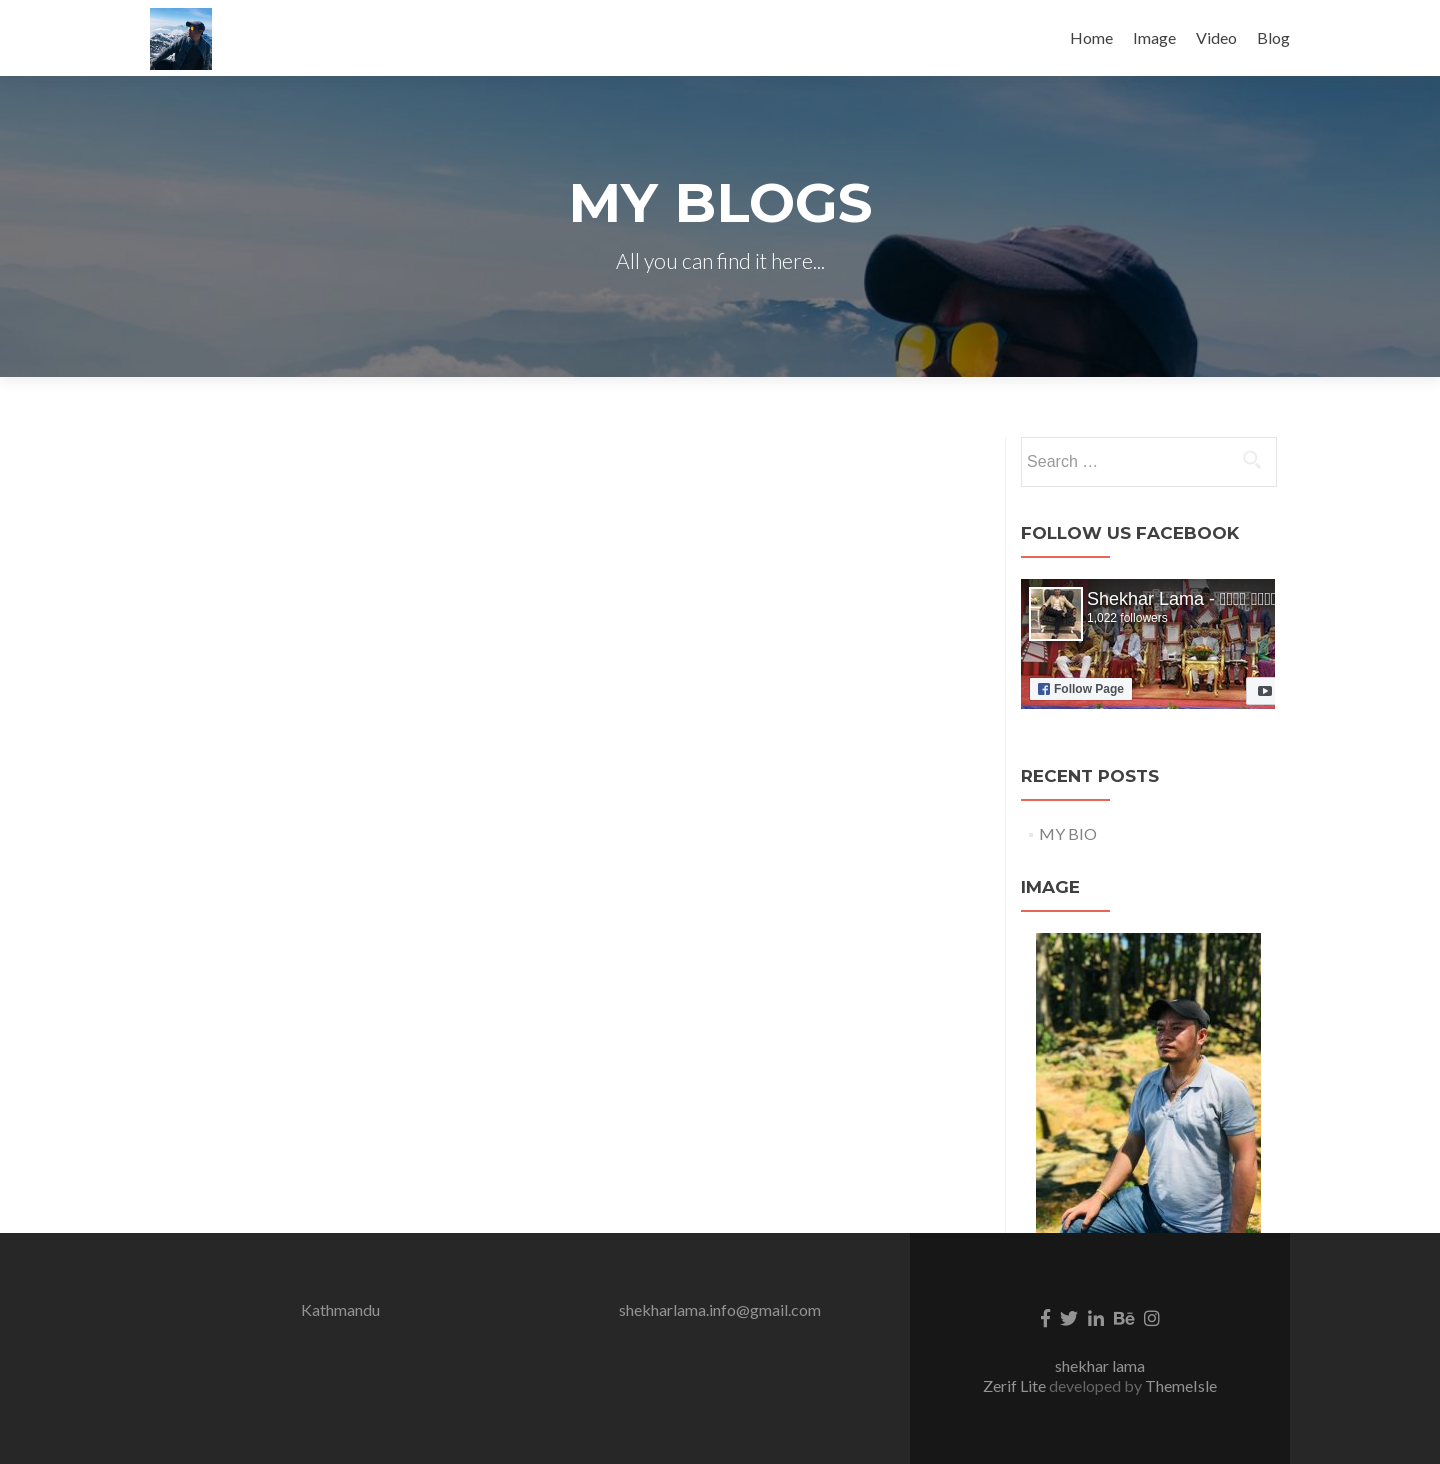 Home Image Video Blog
MY BLOGS
All you can find it here...
Search …
FOLLOW US FACEBOOK
Shekhar Lama -
1,022 followers
Follow Page
RECENT POSTS
MY BIO
IMAGE
Kathmandu
shekharlama.info@gmail.com
shekhar lama
Zerif Lite developed by ThemeIsle